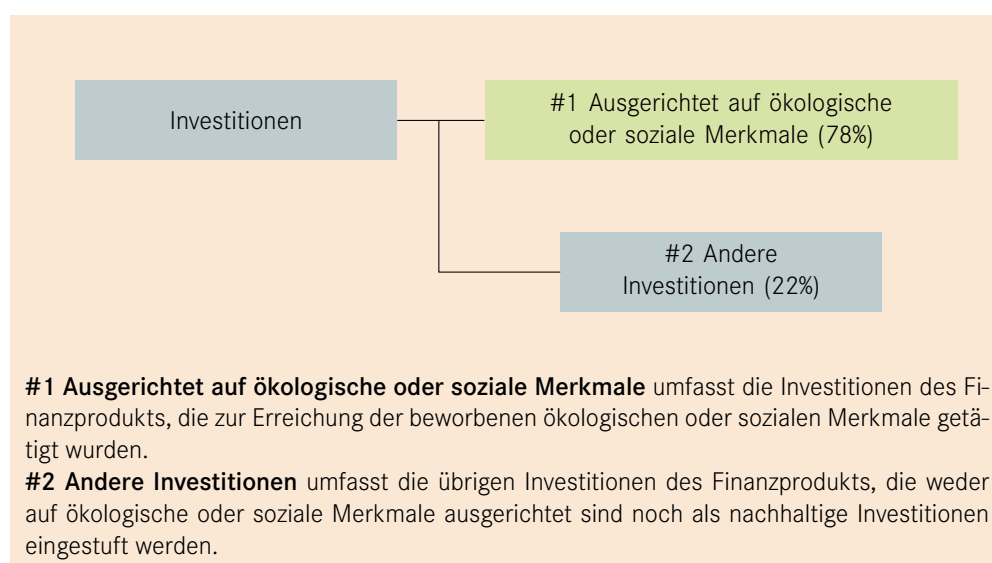 Investitionen
#1 Ausgerichtet auf ökologische
oder soziale Merkmale (78%)
#2 Andere
Investitionen (22%)
#1 Ausgerichtet auf ökologische oder soziale Merkmale umfasst die Investitionen des Fi-
nanzprodukts, die zur Erreichung der beworbenen ökologischen oder sozialen Merkmale getä-
tigt wurden.
#2 Andere Investitionen umfasst die übrigen Investitionen des Finanzprodukts, die weder
auf ökologische oder soziale Merkmale ausgerichtet sind noch als nachhaltige Investitionen
eingestuft werden.